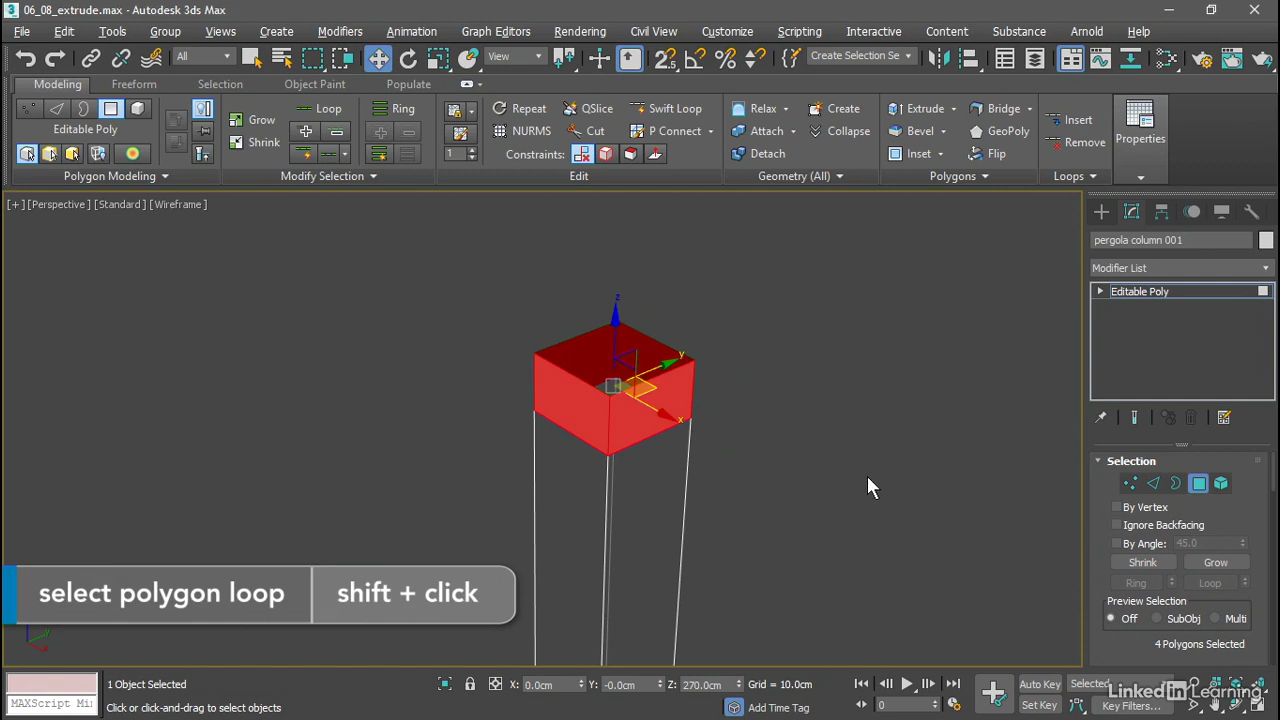 06_08_extrude.max - Autodesk 3ds Max
File Edit Tools Group Views Create Modifiers Animation Graph Editors Rendering Civil View Customize Scripting Interactive Content Substance Arnold Help
All View Create Selection Se
Modeling Freeform Selection Object Paint Populate
Loop Ring Repeat QSlice Swift Loop Relax Create Extrude Bridge Insert
Editable Poly Grow NURMS Cut P Connect Attach Collapse Bevel GeoPoly Remove Properties
Shrink 1 Constraints: Detach Inset Flip
Polygon Modeling Modify Selection Edit Geometry (All) Polygons Loops
[+] [Perspective] [Standard] [Wireframe]
pergola column 001
Modifier List
Editable Poly
z
y
x
Selection
By Vertex
Ignore Backfacing
By Angle: 45.0
Shrink Grow
Ring Loop
Preview Selection
Off SubObj Multi
4 Polygons Selected
select polygon loop shift + click
y
x
1 Object Selected X: 0.0cm Y: -0.0cm Z: 270.0cm Grid = 10.0cm Auto Key Selected
MAXScript Mi Click or click-and-drag to select objects Add Time Tag 0 Set Key Key Filters...
LinkedIn Learning